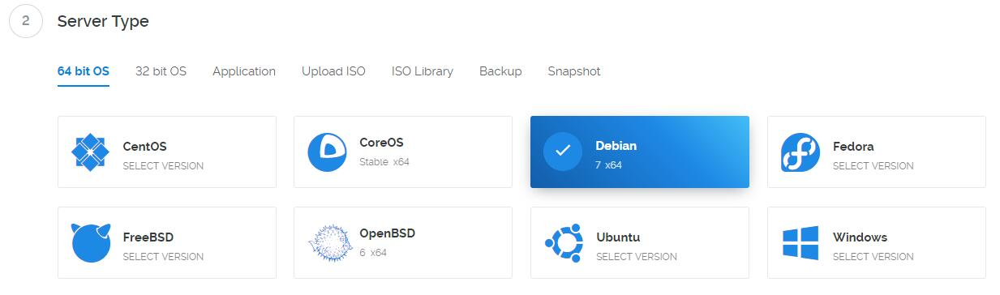 2 Server Type
64 bit OS 32 bit OS Application Upload ISO ISO Library Backup Snapshot
CentOS
SELECT VERSION
CoreOS
Stable x64
Debian
7 x64
Fedora
SELECT VERSION
FreeBSD
SELECT VERSION
OpenBSD
6 x64
Ubuntu
SELECT VERSION
Windows
SELECT VERSION